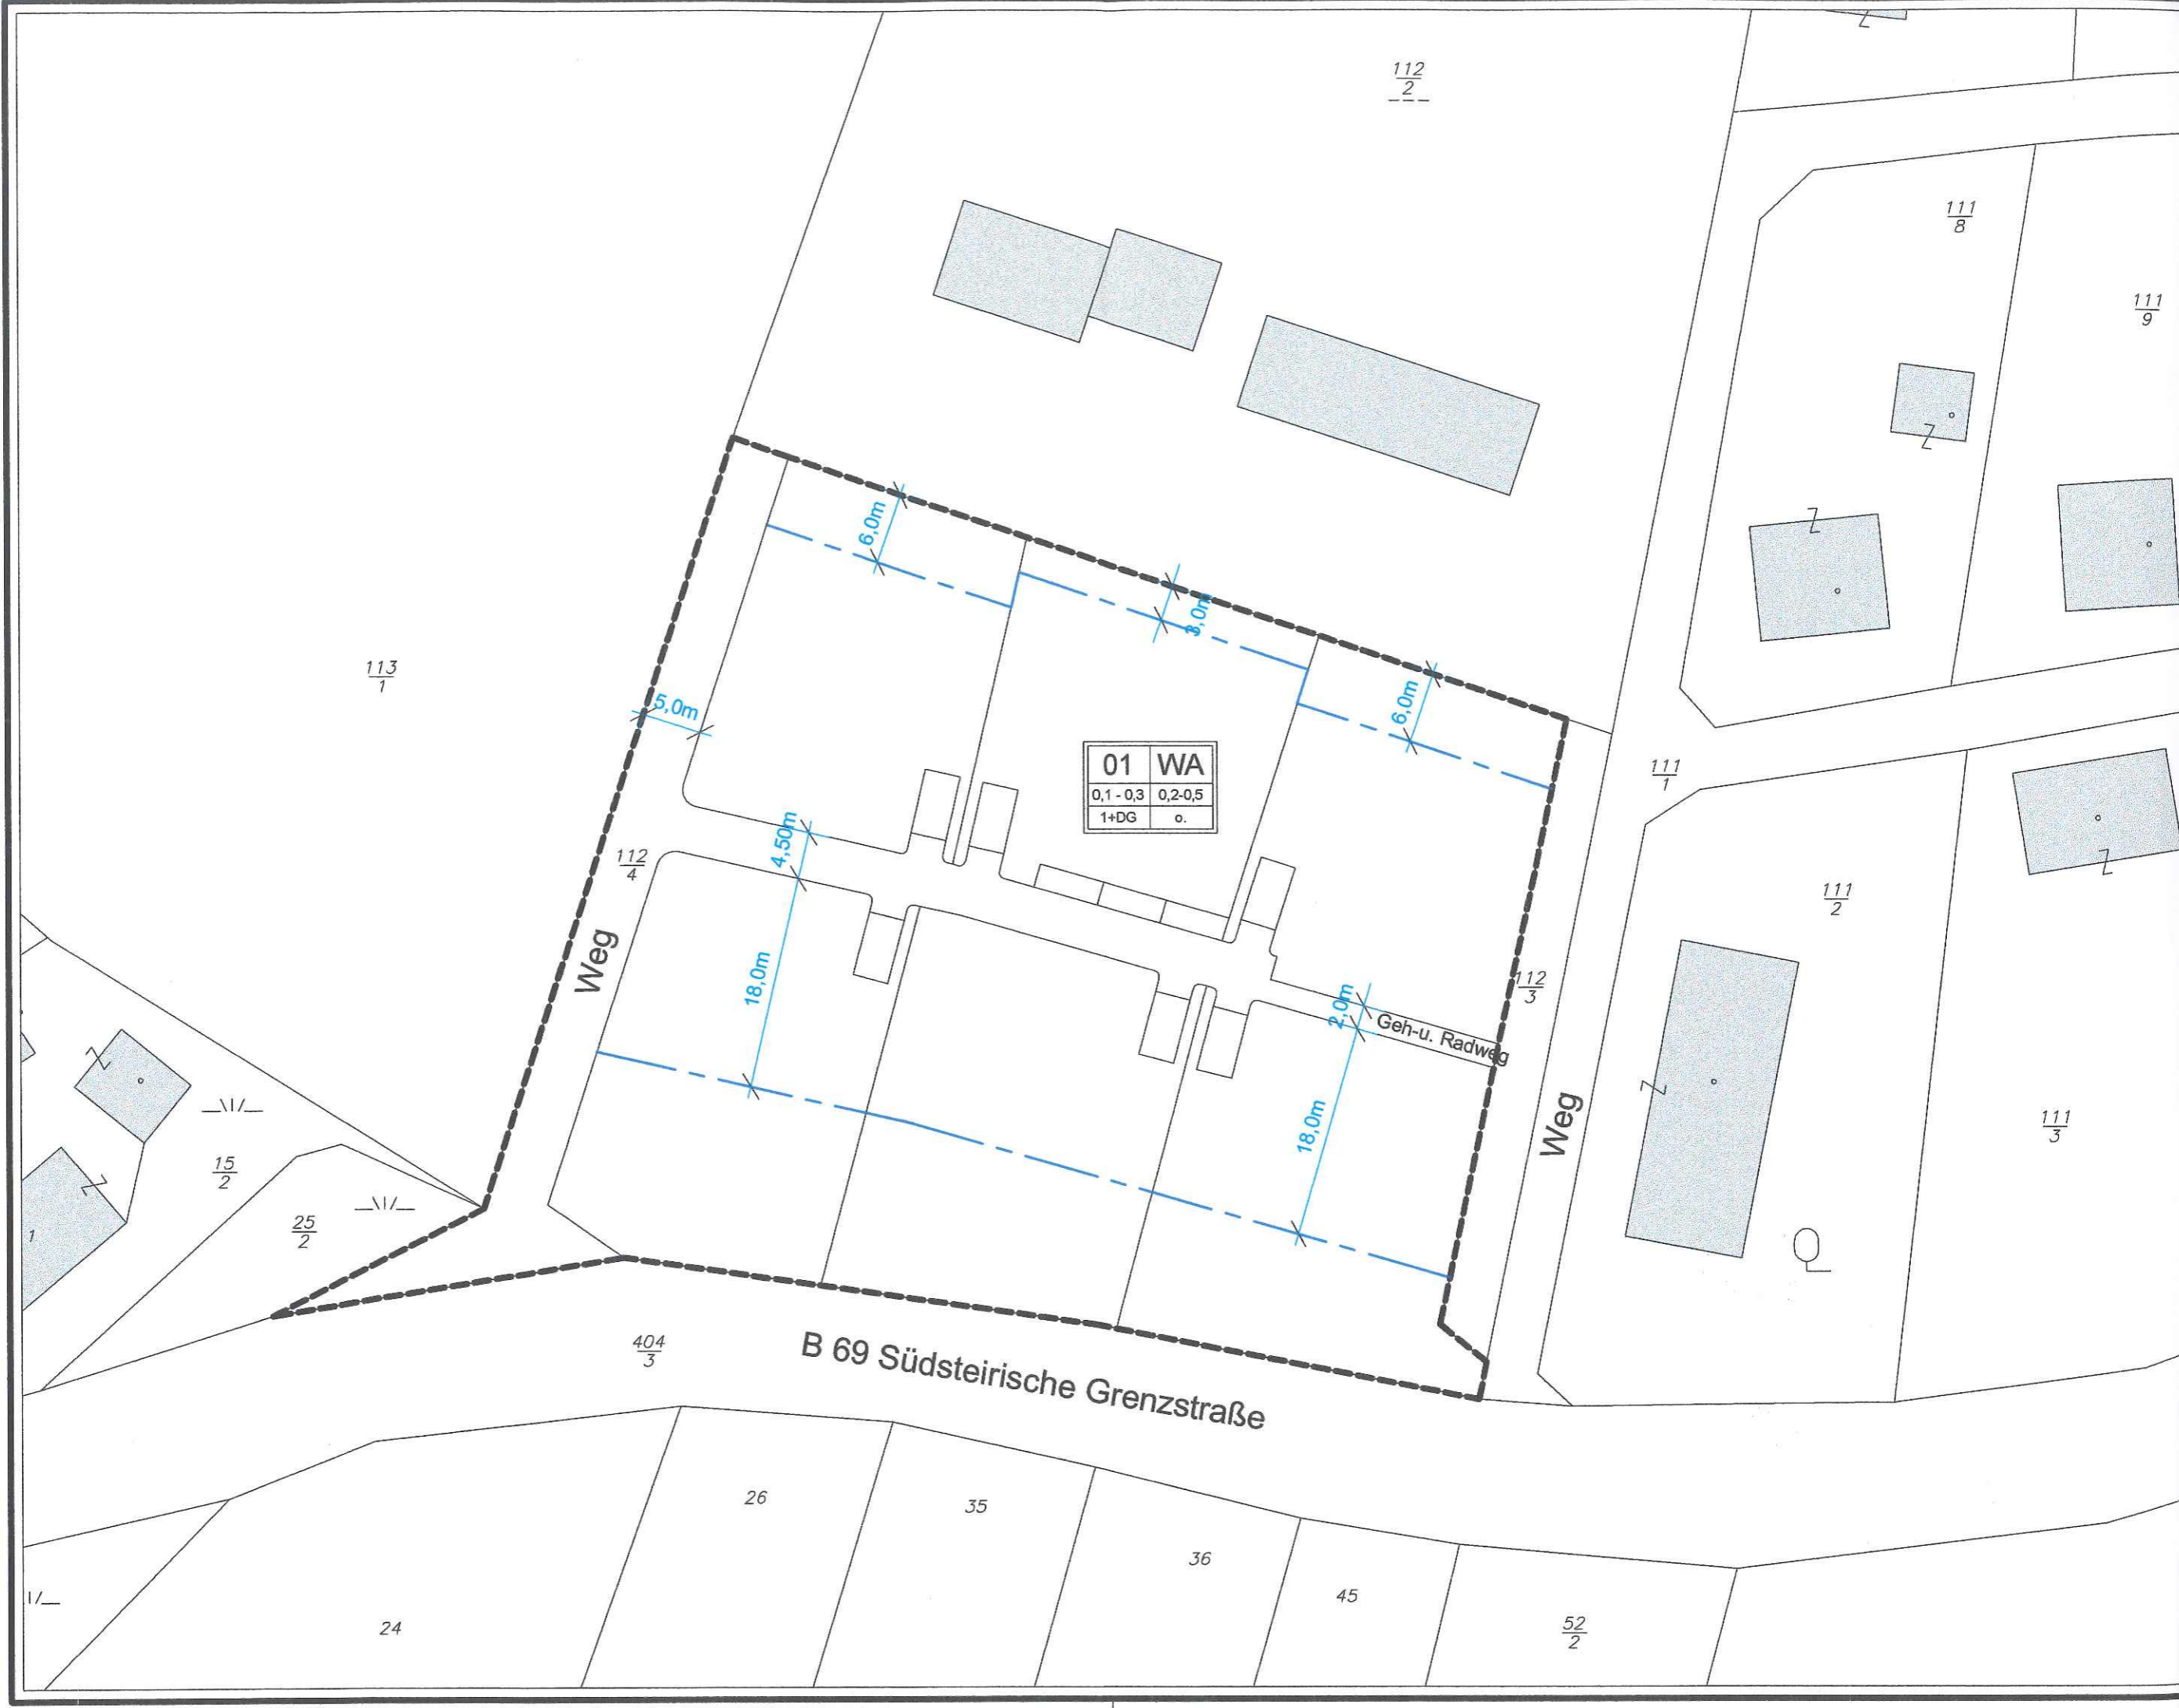 112
2
111
8
111
9
6,0m
3,0m
113
1
5,0m
6,0m
01 WA
0,1 - 0,3 0,2-0,5
1+DG o.
111
1
4,50m
112
4
111
2
Weg
18,0m
112
3
2,0m
Geh-u. Radweg
18,0m
Weg
111
3
15
2
25
2
1
404
3
B 69 Südsteirische Grenzstraße
26
35
36
45
24
52
2